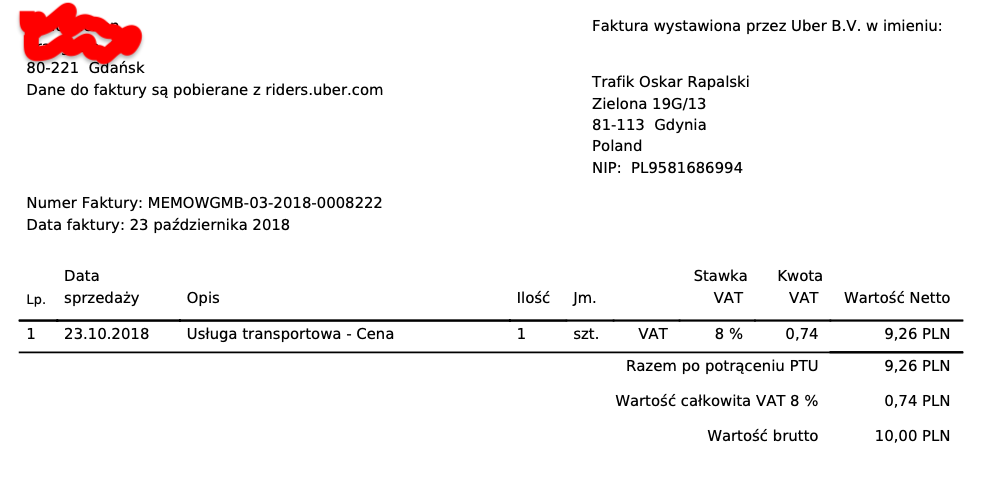 80-221 Gdańsk
Dane do faktury są pobierane z riders.uber.com
Faktura wystawiona przez Uber B.V. w imieniu:
Trafik Oskar Rapalski
Zielona 19G/13
81-113 Gdynia
Poland
NIP: PL9581686994
Numer Faktury: MEMOWGMB-03-2018-0008222
Data faktury: 23 października 2018
Lp. Data sprzedaży Opis Ilość Jm. Stawka VAT Kwota VAT Wartość Netto
1 23.10.2018 Usługa transportowa - Cena 1 szt. VAT 8 % 0,74 9,26 PLN
Razem po potrąceniu PTU 9,26 PLN
Wartość całkowita VAT 8 % 0,74 PLN
Wartość brutto 10,00 PLN